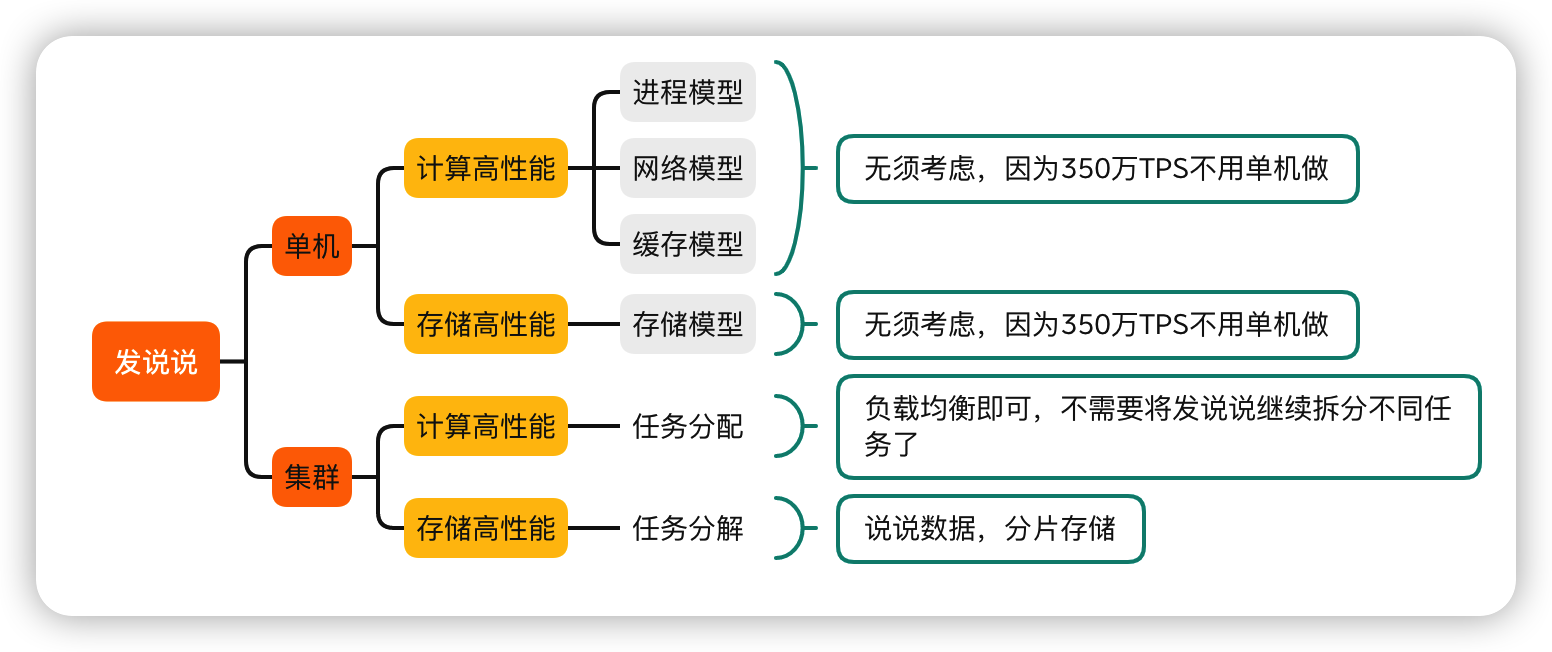 发说说
单机
计算高性能
进程模型
网络模型
缓存模型
无须考虑，因为350万TPS不用单机做
存储高性能
存储模型
无须考虑，因为350万TPS不用单机做
集群
计算高性能
任务分配
负载均衡即可，不需要将发说说继续拆分不同任
务了
存储高性能
任务分解
说说数据，分片存储